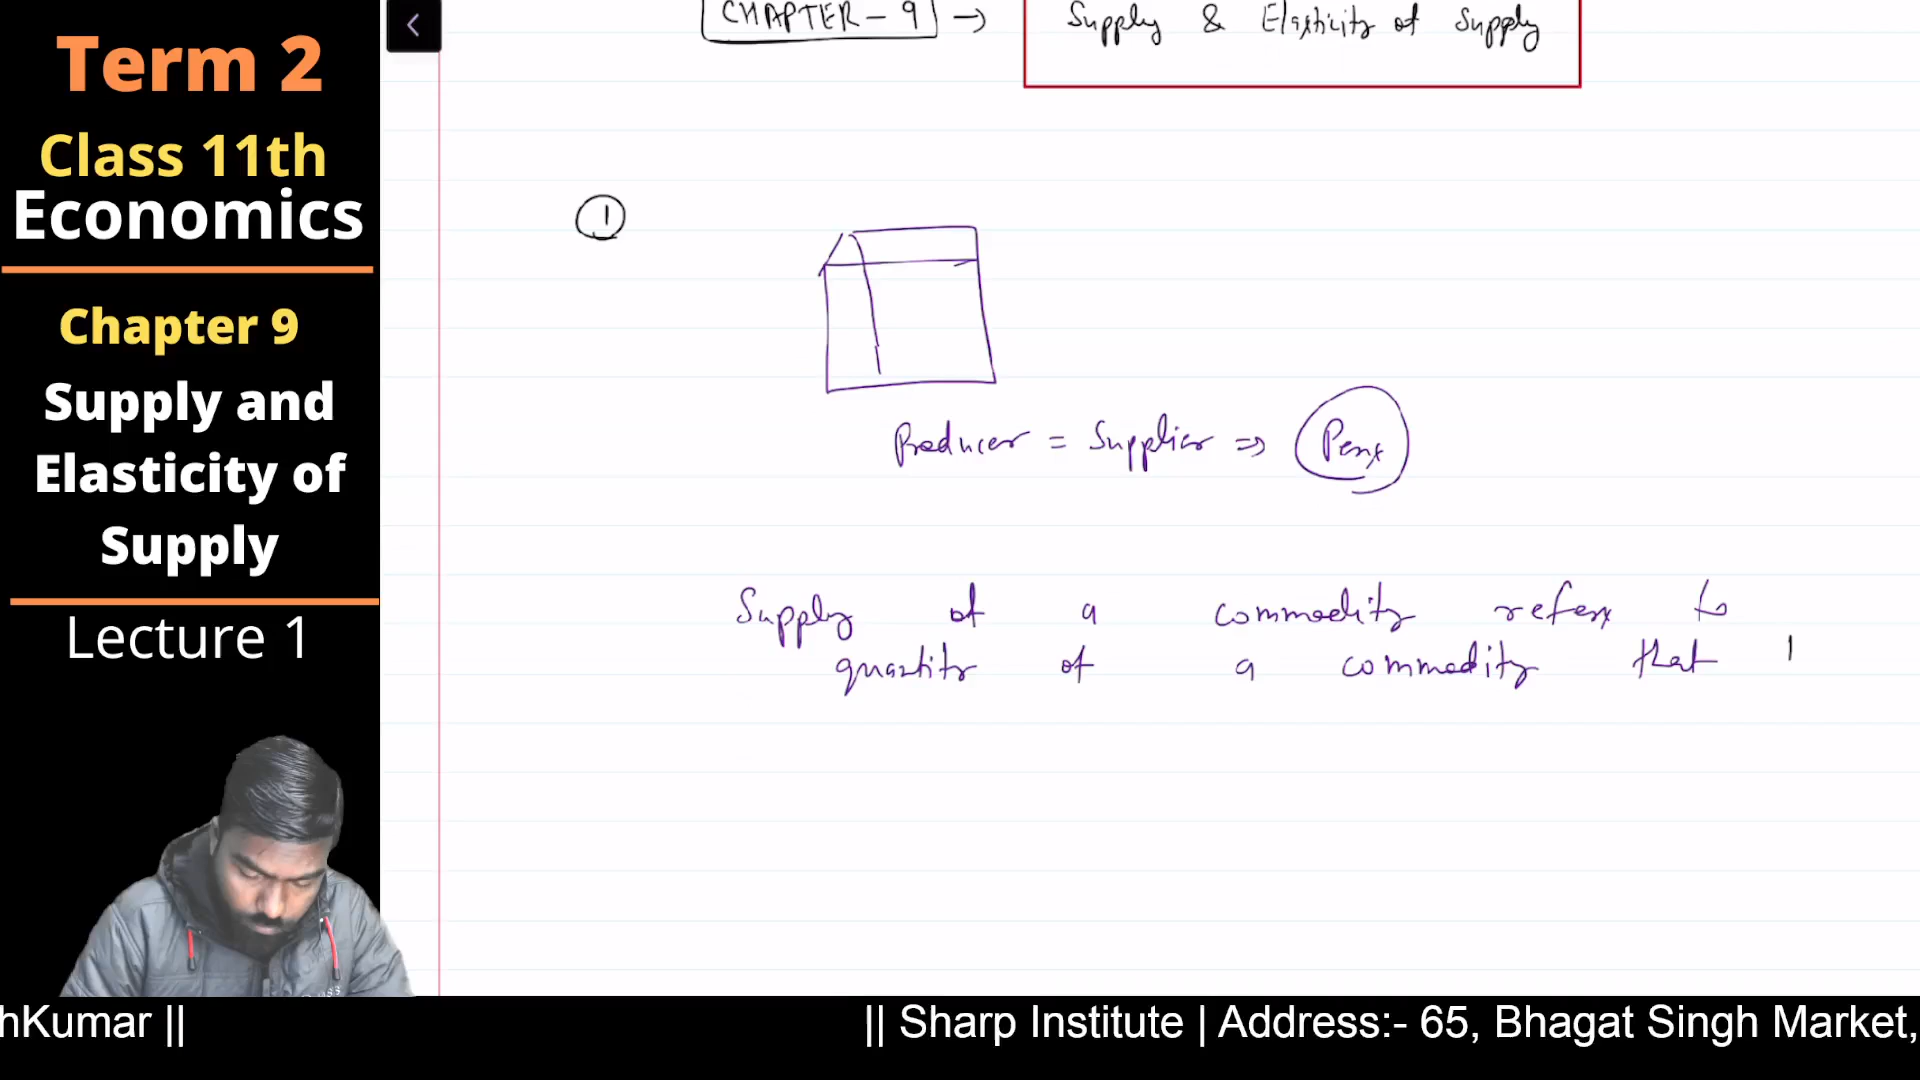 Term 2
Class 11th
Economics
Chapter 9
Supply and
Elasticity of
Supply
Lecture 1
CHAPTER - 9 → Supply & Elasticity of Supply
1
Producer = Supplier ⇒ Pens
Supply of a commodity refers to
quantity of a commodity that
hKumar || || Sharp Institute | Address:- 65, Bhagat Singh Market,